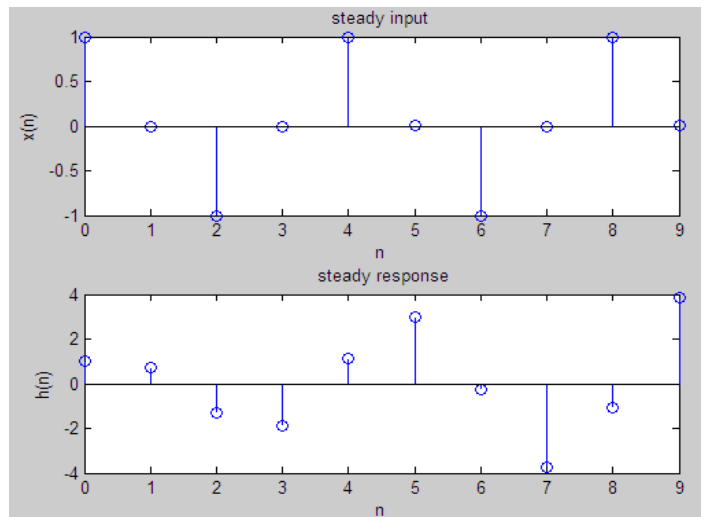 steady input
1
0.5
0
-0.5
-1
x(n)
0 1 2 3 4 5 6 7 8 9
n
steady response
4
2
0
-2
-4
h(n)
0 1 2 3 4 5 6 7 8 9
n